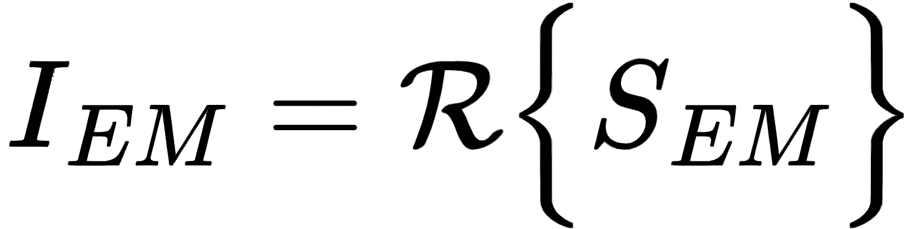 $I_{EM} = \mathcal{R}\left\{ S_{EM} \right\}$